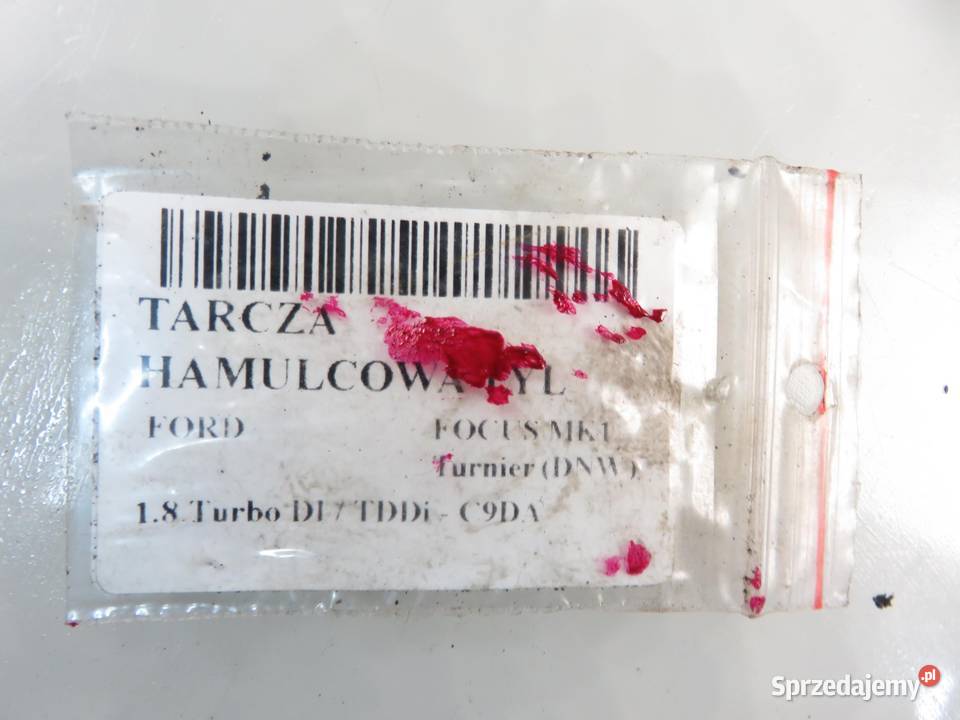 TARCZA
HAMULCOWA TYL
FORD FOCUS MK1
Turnier (DNW)
1.8 Turbo DI / TDDi - C9DA
Sprzedajemy.pl